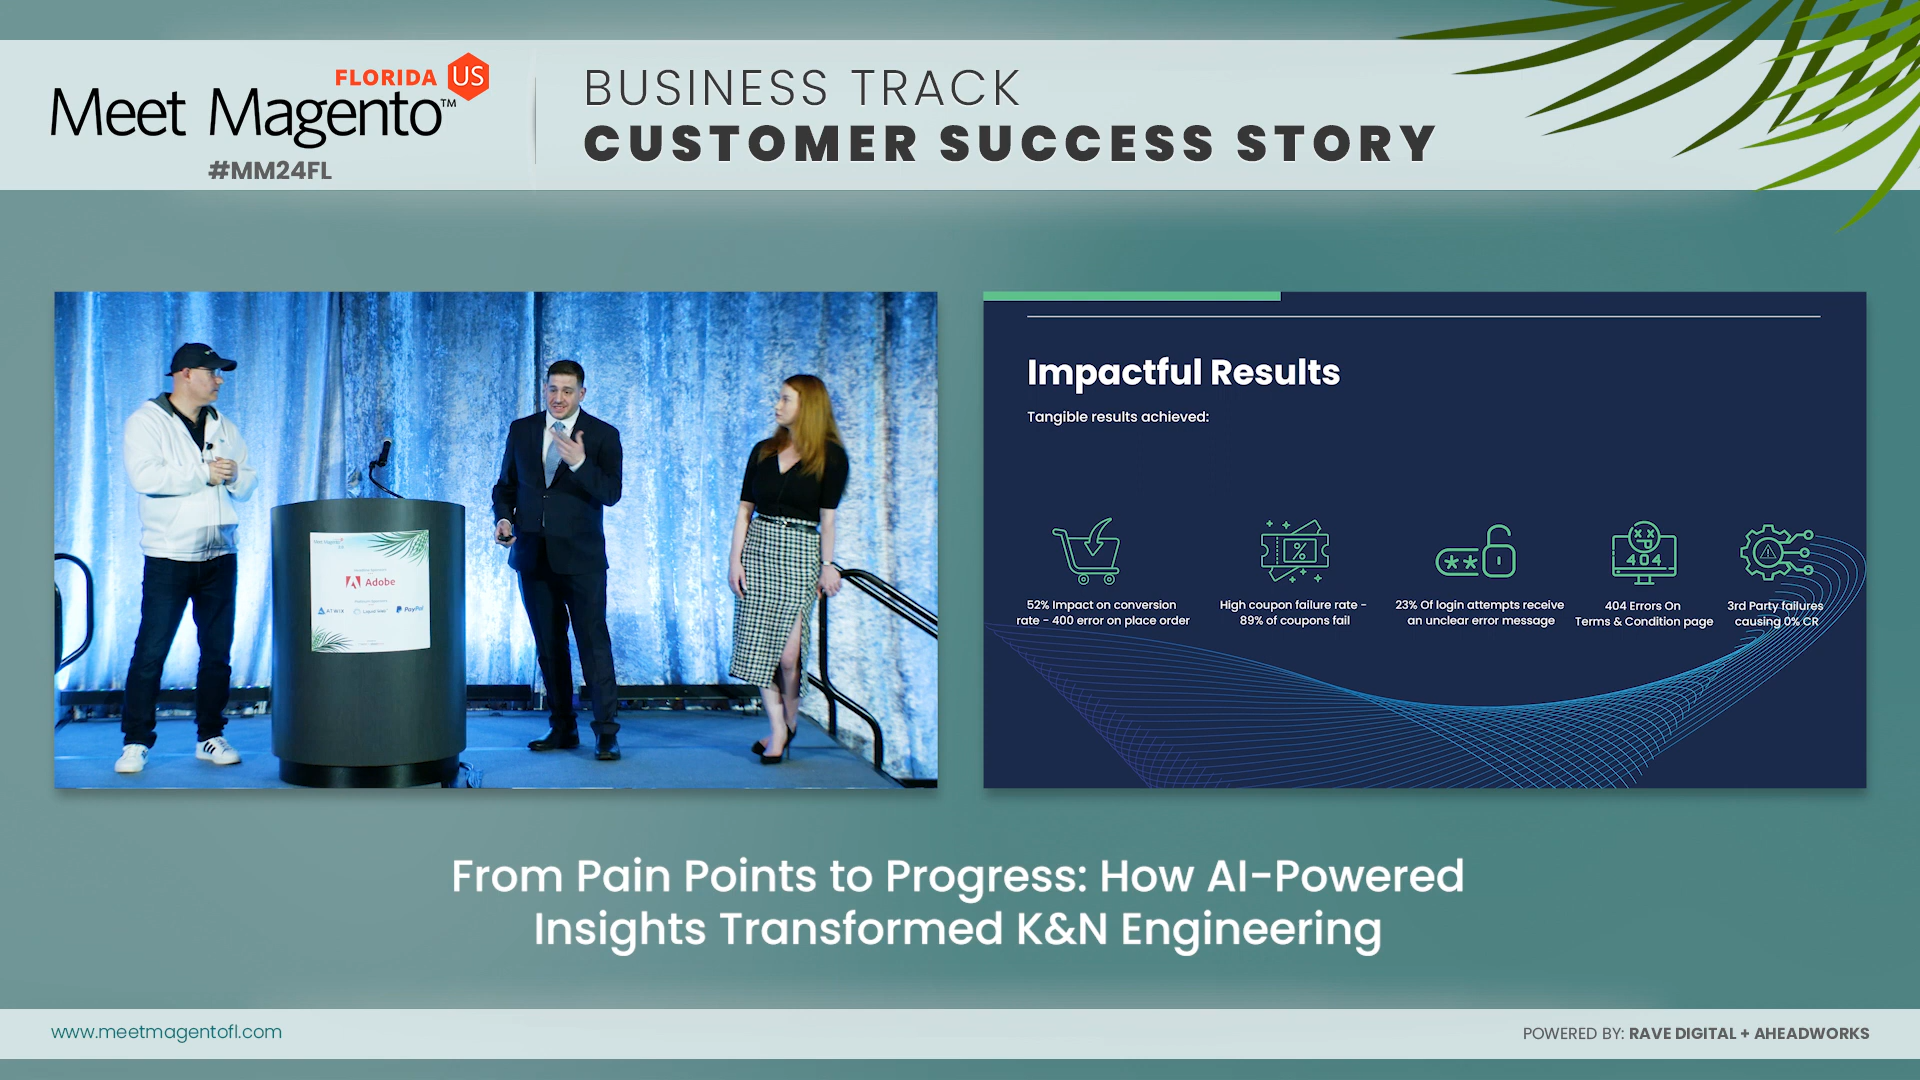 FLORIDA US
Meet Magento™
#MM24FL
BUSINESS TRACK
CUSTOMER SUCCESS STORY
Adobe
ATWIX
Liquid Web
PayPal
Impactful Results
Tangible results achieved:
52% Impact on conversion
rate - 400 error on place order
High coupon failure rate -
89% of coupons fail
23% Of login attempts receive
an unclear error message
404
404 Errors On
Terms & Condition page
3rd Party failures
causing 0% CR
From Pain Points to Progress: How AI-Powered
Insights Transformed K&N Engineering
www.meetmagentofl.com
POWERED BY: RAVE DIGITAL + AHEADWORKS